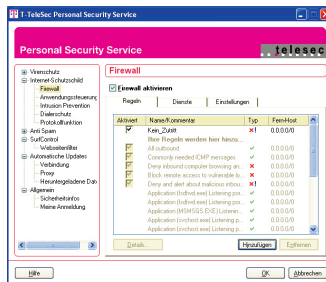 T-TeleSec Personal Security Service
Personal Security Service
telesec
Virenschutz
Internet-Schutzschild
Firewall
Anwendungssteuerung
Intrusion Prevention
Dialerschutz
Protokollfunktion
Anti Spam
SurfControl
Webseitenfilter
Automatische Updates
Verbindung
Proxy
Heruntergeladene Date
Allgemein
Sicherheitsinfos
Meine Anmeldung
Firewall
Firewall aktivieren
Regeln Dienste Einstellungen
Aktiviert Name/Kommentar Typ Fern-Host
Kein_Zutritt 0.0.0.0/0
Ihre Regeln werden hier hinzu...
All outbound 0.0.0.0/0
Commonly needed ICMP messages 0.0.0.0/0
Deny inbound computer browsing an... 0.0.0.0/0
Block remote access to vulnerable b... 0.0.0.0/0
Deny and alert about malicious inbou... 0.0.0.0/0
Application (fsdfwd.exe) Listening por... 0.0.0.0/0
Application (fsdfwd.exe) Listening por... 0.0.0.0/0
Application (MSMSGS.EXE) Listenin... 0.0.0.0/0
Application (svchost.exe) Listening p... 0.0.0.0/0
Application (svchost.exe) Listening p... 0.0.0.0/0
Details... Hinzufügen Entfernen
Hilfe OK Abbrechen